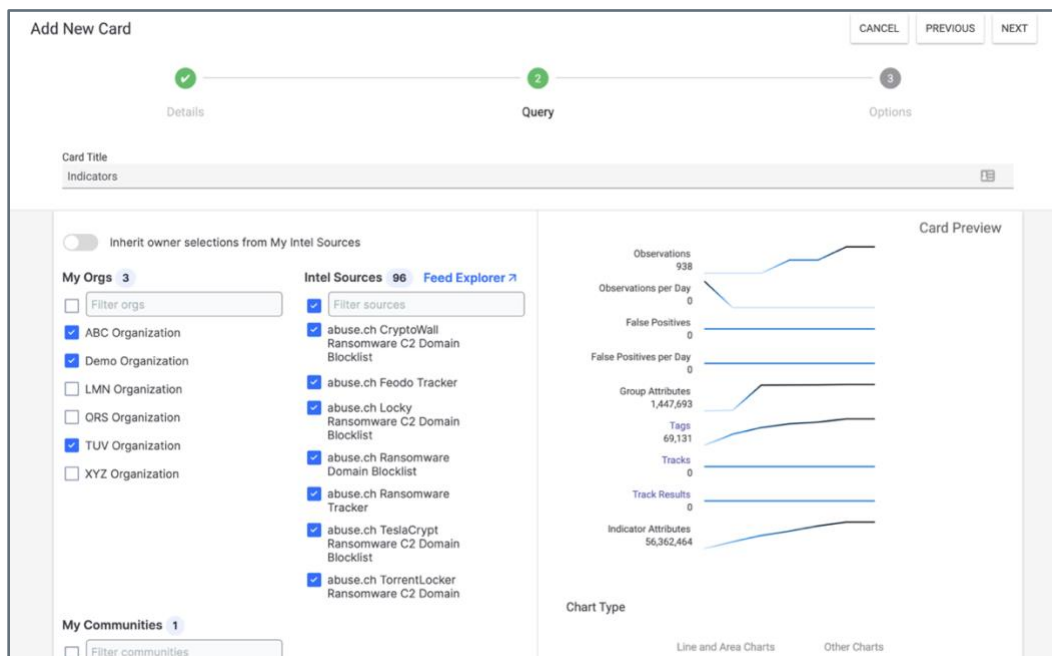 Add New Card
CANCEL
PREVIOUS
NEXT
2
3
Details
Query
Options
Card Title
Indicators
Inherit owner selections from My Intel Sources
My Orgs 3
Filter orgs
ABC Organization
Demo Organization
LMN Organization
ORS Organization
TUV Organization
XYZ Organization
Intel Sources 96 Feed Explorer
Filter sources
abuse.ch CryptoWall
Ransomware C2 Domain
Blocklist
abuse.ch Feodo Tracker
abuse.ch Locky
Ransomware C2 Domain
Blocklist
abuse.ch Ransomware
Domain Blocklist
abuse.ch Ransomware
Tracker
abuse.ch TeslaCrypt
Ransomware C2 Domain
Blocklist
abuse.ch TorrentLocker
Ransomware C2 Domain
My Communities 1
Filter communities
Card Preview
Observations
938
Observations per Day
0
False Positives
0
False Positives per Day
0
Group Attributes
1,447,693
Tags
69,131
Tracks
0
Track Results
0
Indicator Attributes
56,362,464
Chart Type
Line and Area Charts
Other Charts